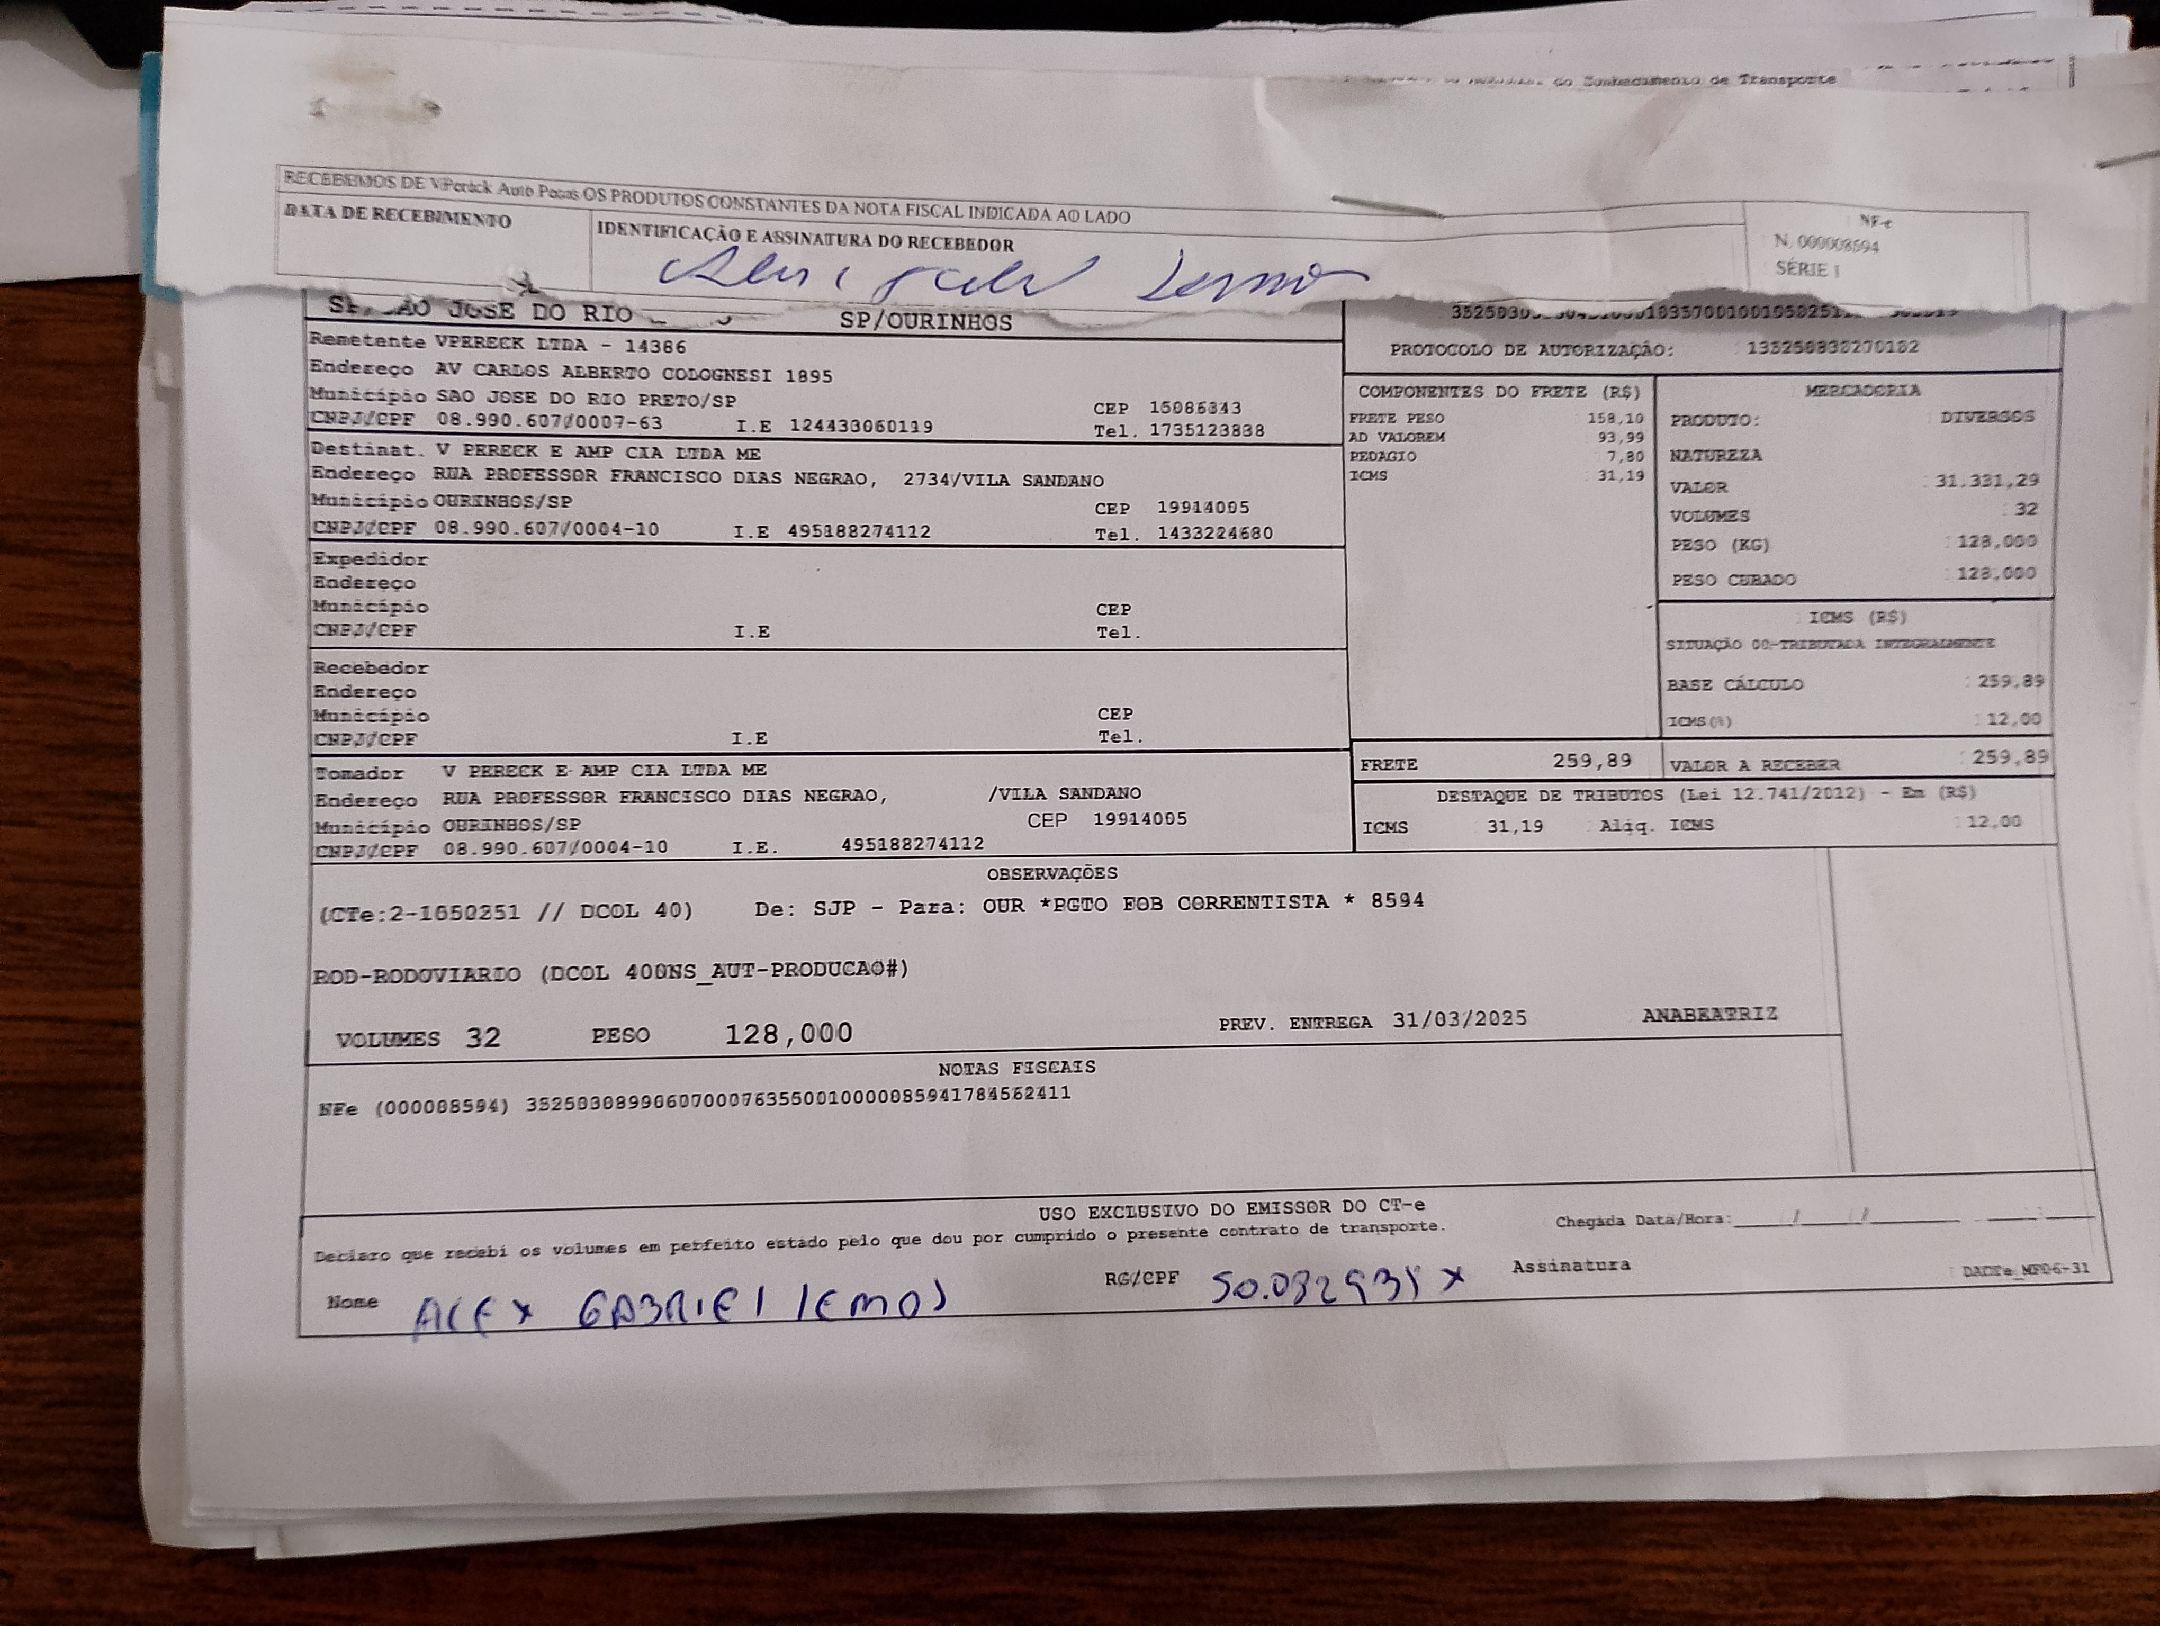 do Conhecimento de Transporte
RECEBEMOS DE VPereck Auto Pecas OS PRODUTOS CONSTANTES DA NOTA FISCAL INDICADA AO LADO
DATA DE RECEBIMENTO
IDENTIFICAÇÃO E ASSINATURA DO RECEBEDOR
NF-e
N. 000008594
SÉRIE 1
JOSE DO RIO
SP/OURINHOS
PROTOCOLO DE AUTORIZAÇÃO:
Remetente VPERECK LTDA - 14386
Endereço AV CARLOS ALBERTO COLOGNESI 1895
Município SAO JOSE DO RIO PRETO/SP
CEP
CNPJ/CPF 08.990.607/0007-63 I.E 124433060119 Tel. 1735123838
Destinat. V PERECK E AMP CIA LTDA ME
Endereço RUA PROFESSOR FRANCISCO DIAS NEGRAO, 2734/VILA SANDANO
Município OURINHOS/SP CEP 19914005
CNPJ/CPF 08.990.607/0004-10 I.E 495188274112 Tel. 1433224680
Expedidor
Endereço
Município CEP
CNPJ/CPF I.E Tel.
Recebedor
Endereço
Município CEP
CNPJ/CPF I.E Tel.
Tomador V PERECK E AMP CIA LTDA ME
Endereço RUA PROFESSOR FRANCISCO DIAS NEGRAO, /VILA SANDANO
Município OURINHOS/SP CEP 19914005
CNPJ/CPF 08.990.607/0004-10 I.E. 495188274112
COMPONENTES DO FRETE (R$)
FRETE PESO 158,10
AD VALOREM 93,99
PEDAGIO 7,80
ICMS 31,19
MERCADORIA
PRODUTO: DIVERSOS
NATUREZA
VALOR 31.331,29
VOLUMES 32
PESO (KG) 128,000
PESO CUBADO 128,000
ICMS (R$)
SITUAÇÃO 00-TRIBUTADA INTEGRALMENTE
BASE CÁLCULO 259,89
ICMS(%) 12,00
FRETE 259,89
VALOR A RECEBER 259,89
DESTAQUE DE TRIBUTOS (Lei 12.741/2012) - Em (R$)
ICMS 31,19 Aliq. ICMS 12,00
OBSERVAÇÕES
(CTe:2-1050251 // DCOL 40) De: SJP - Para: OUR *PGTO FOB CORRENTISTA * 8594
ROD-RODOVIARIO (DCOL 400NS_AUT-PRODUCAO#)
VOLUMES 32 PESO 128,000 PREV. ENTREGA 31/03/2025 ANABEATRIZ
NOTAS FISCAIS
NFe (000008594)
USO EXCLUSIVO DO EMISSOR DO CT-e
Declaro que recebi os volumes em perfeito estado pelo que dou por cumprido o presente contrato de transporte.
Chegada Data/Hora:____/____/____
Nome ALEX GABRIEL LEMOS
RG/CPF
Assinatura